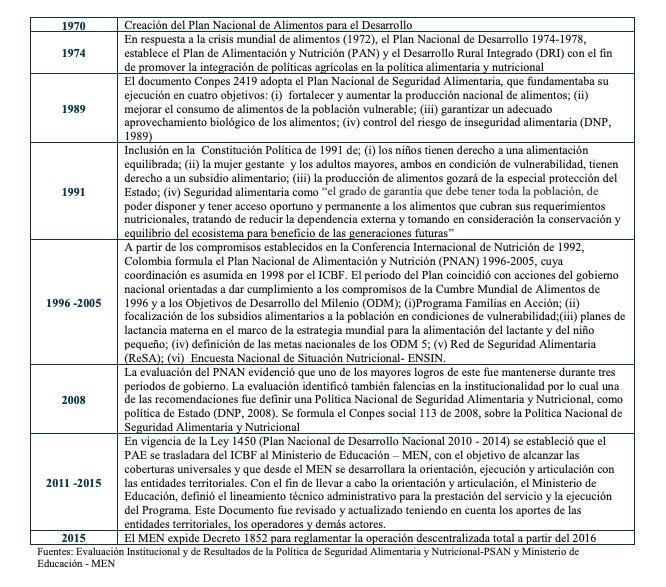 1970 Creación del Plan Nacional de Alimentos para el Desarrollo
1974 En respuesta a la crisis mundial de alimentos (1972), el Plan Nacional de Desarrollo 1974-1978,
establece el Plan de Alimentación y Nutrición (PAN) y el Desarrollo Rural Integrado (DRI) con el fin
de promover la integración de políticas agrícolas en la política alimentaria y nutricional
1989 El documento Conpes 2419 adopta el Plan Nacional de Seguridad Alimentaria, que fundamentaba su
ejecución en cuatro objetivos: (i) fortalecer y aumentar la producción nacional de alimentos; (ii)
mejorar el consumo de alimentos de la población vulnerable; (iii) garantizar un adecuado
aprovechamiento biológico de los alimentos; (iv) control del riesgo de inseguridad alimentaria (DNP,
1989)
1991 Inclusión en la Constitución Política de 1991 de; (i) los niños tienen derecho a una alimentación
equilibrada; (ii) la mujer gestante y los adultos mayores, ambos en condición de vulnerabilidad, tienen
derecho a un subsidio alimentario; (iii) la producción de alimentos gozará de la especial protección del
Estado; (iv) Seguridad alimentaria como “el grado de garantía que debe tener toda la población, de
poder disponer y tener acceso oportuno y permanente a los alimentos que cubran sus requerimientos
nutricionales, tratando de reducir la dependencia externa y tomando en consideración la conservación y
equilibrio del ecosistema para beneficio de las generaciones futuras”
1996 -2005 A partir de los compromisos establecidos en la Conferencia Internacional de Nutrición de 1992,
Colombia formula el Plan Nacional de Alimentación y Nutrición (PNAN) 1996-2005, cuya
coordinación es asumida en 1998 por el ICBF. El periodo del Plan coincidió con acciones del gobierno
nacional orientadas a dar cumplimiento a los compromisos de la Cumbre Mundial de Alimentos de
1996 y a los Objetivos de Desarrollo del Milenio (ODM); (i)Programa Familias en Acción; (ii)
focalización de los subsidios alimentarios a la población en condiciones de vulnerabilidad;(iii) planes de
lactancia materna en el marco de la estrategia mundial para la alimentación del lactante y del niño
pequeño; (iv) definición de las metas nacionales de los ODM 5; (v) Red de Seguridad Alimentaria
(ReSA); (vi) Encuesta Nacional de Situación Nutricional- ENSIN.
2008 La evaluación del PNAN evidenció que uno de los mayores logros de este fue mantenerse durante tres
periodos de gobierno. La evaluación identificó también falencias en la institucionalidad por lo cual una
de las recomendaciones fue definir una Política Nacional de Seguridad Alimentaria y Nutricional, como
política de Estado (DNP, 2008). Se formula el Conpes social 113 de 2008, sobre la Política Nacional de
Seguridad Alimentaria y Nutricional
2011 -2015 En vigencia de la Ley 1450 (Plan Nacional de Desarrollo Nacional 2010 - 2014) se estableció que el
PAE se trasladara del ICBF al Ministerio de Educación – MEN, con el objetivo de alcanzar las
coberturas universales y que desde el MEN se desarrollara la orientación, ejecución y articulación con
las entidades territoriales. Con el fin de llevar a cabo la orientación y articulación, el Ministerio de
Educación, definió el lineamiento técnico administrativo para la prestación del servicio y la ejecución
del Programa. Este Documento fue revisado y actualizado teniendo en cuenta los aportes de las
entidades territoriales, los operadores y demás actores.
2015 El MEN expide Decreto 1852 para reglamentar la operación descentralizada total a partir del 2016
Fuentes: Evaluación Institucional y de Resultados de la Política de Seguridad Alimentaria y Nutricional-PSAN y Ministerio de
Educación - MEN